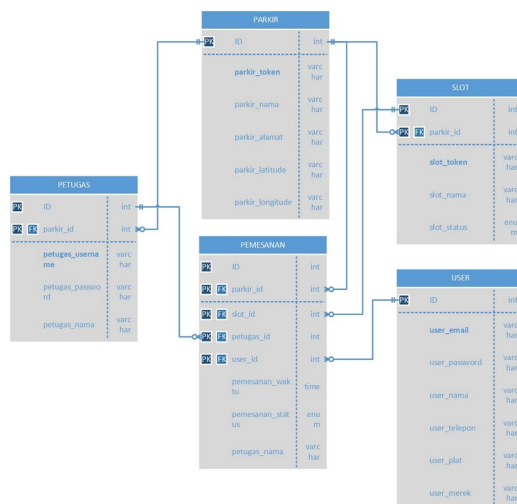 PARKIR
PK ID int
parkir_token varc
har
parkir_nama varc
har
parkir_alamat varc
har
parkir_latitude varc
har
parkir_longitude varc
har
SLOT
PK ID int
PK FK parkir_id int
slot_token varc
har
slot_nama varc
har
slot_status enu
m
PETUGAS
PK ID int
PK FK parkir_id int
petugas_userna varc
me har
petugas_passwo varc
rd har
petugas_nama varc
har
PEMESANAN
PK ID int
PK FK parkir_id int
PK FK slot_id int
PK FK petugas_id int
PK FK user_id int
pemesanan_wak time
tu
pemesanan_stat enu
us m
petugas_nama varc
har
USER
PK ID int
user_email varc
har
user_password varc
har
user_nama varc
har
user_telepon varc
har
user_plat varc
har
user_merek varc
har